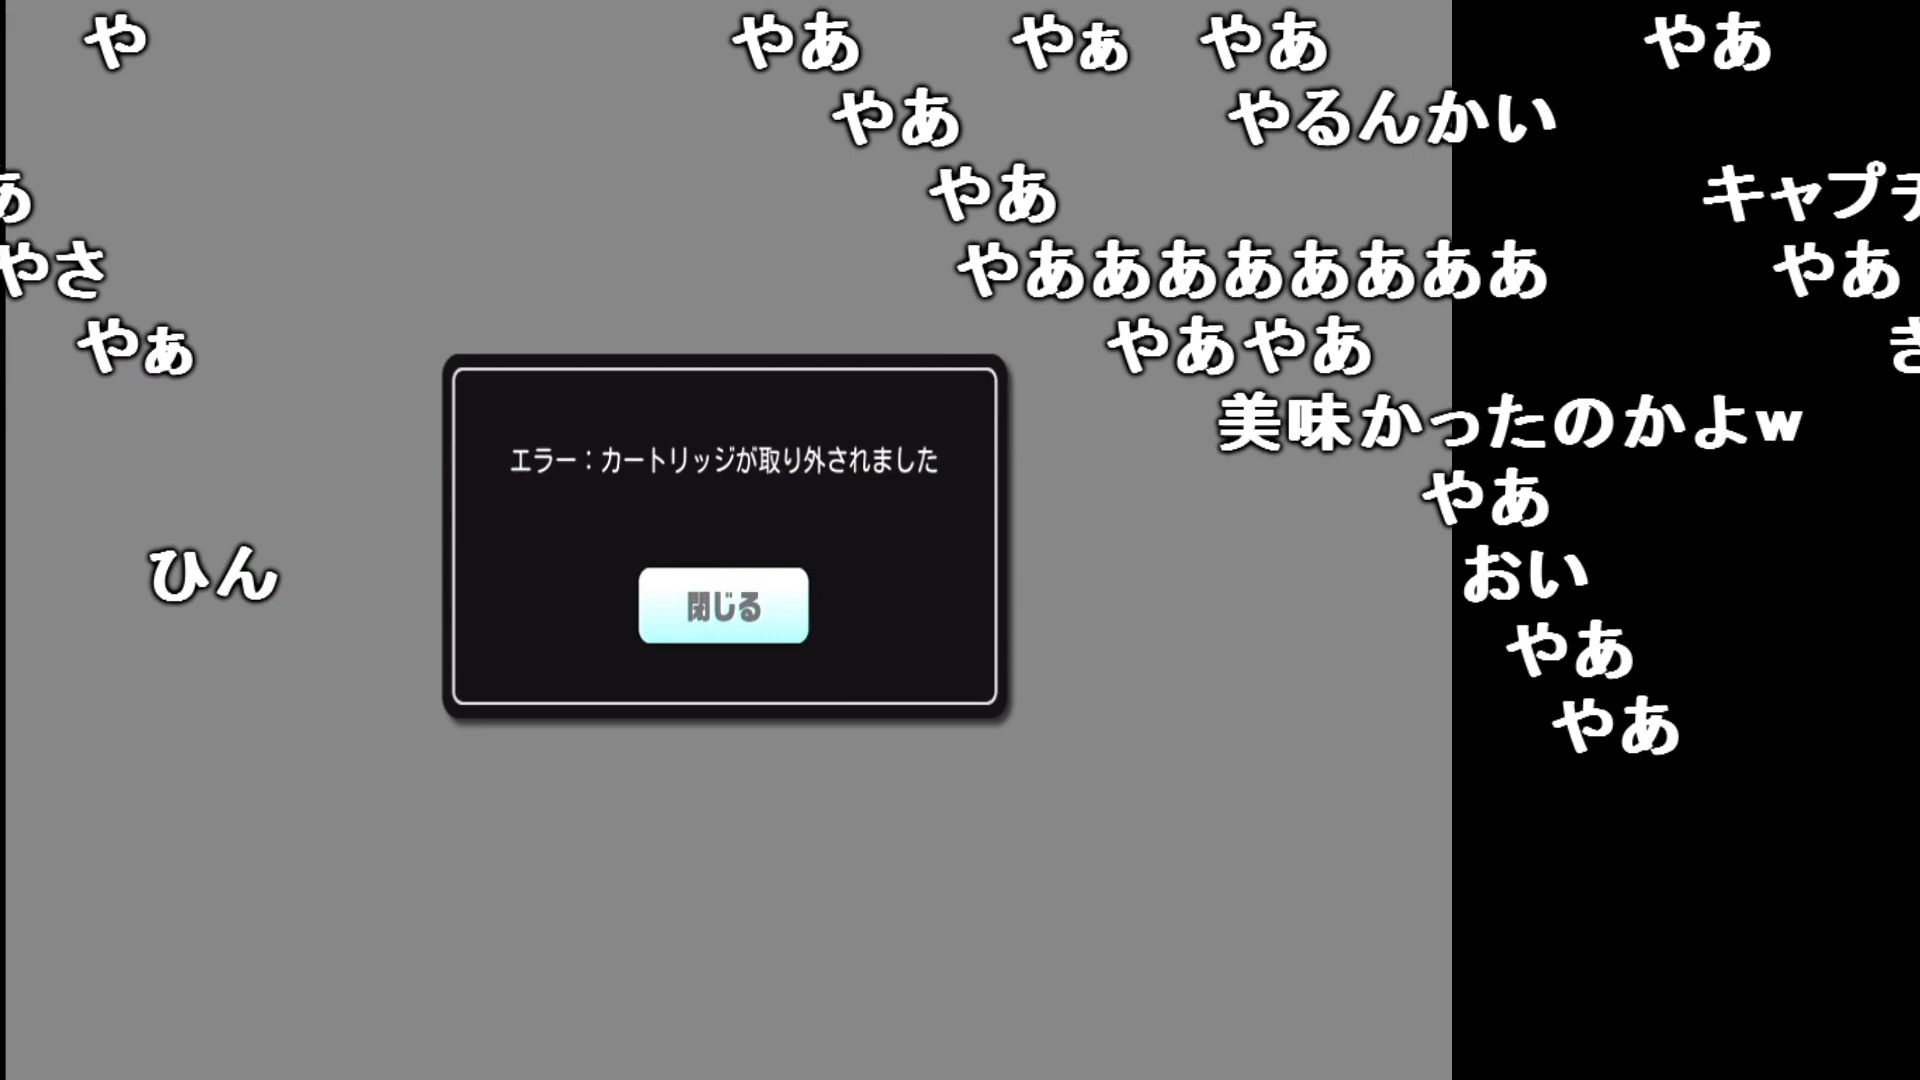 や
やあ
やぁ
やあ
やあ
やあ
やるんかい
ぁ
やあ
キャプチ
やさ
やああああああああ
やあ
やぁ
やあやあ
美味かったのかよw
エラー：カートリッジが取り外されました
やあ
ひん
おい
閉じる
やあ
やあ